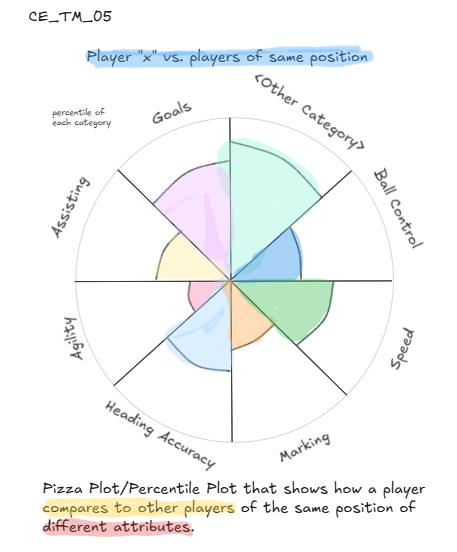 CE_TM_05
Player "x" vs. players of same position
percentile of
each category
Goals
<Other Category>
Ball Control
Assisting
Agility
Speed
Heading Accuracy
Marking
Pizza Plot/Percentile Plot that shows how a player
compares to other players of the same position of
different attributes.